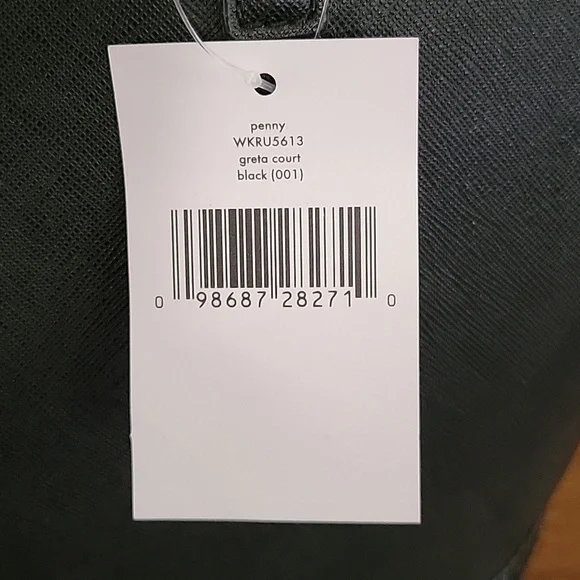 penny
WKRU5613
greta court
black (001)
0 98687 28271 0